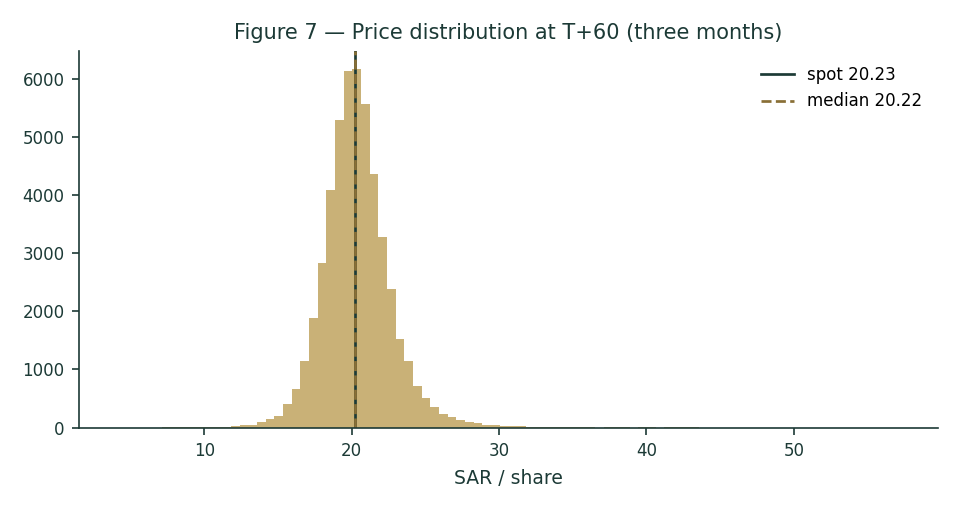 Figure 7 — Price distribution at T+60 (three months)
spot 20.23
median 20.22
6000
5000
4000
3000
2000
1000
0
10 20 30 40 50
SAR / share